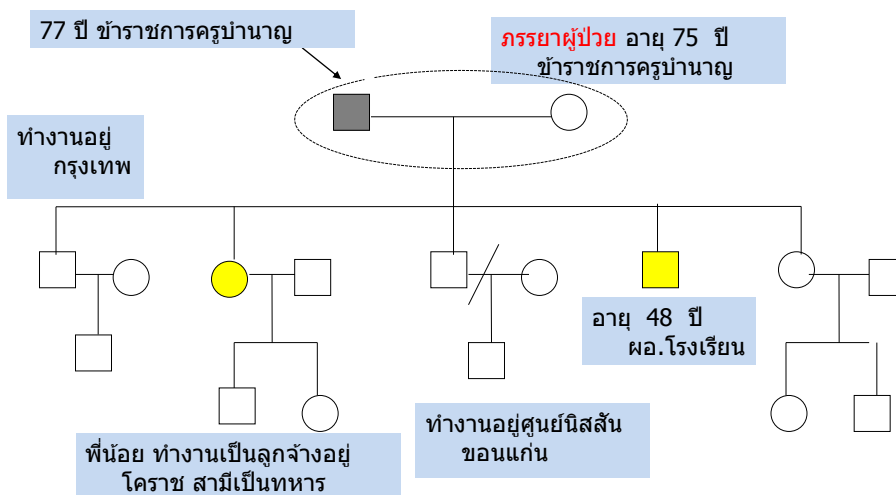 77 ปี ข้าราชการครูบำนาญ
ภรรยาผู้ป่วย อายุ 75 ปี
ข้าราชการครูบำนาญ
ทำงานอยู่
กรุงเทพ
อายุ 48 ปี
ผอ.โรงเรียน
ทำงานอยู่ศูนย์นิสสัน
ขอนแก่น
พี่น้อย ทำงานเป็นลูกจ้างอยู่
โคราช สามีเป็นทหาร